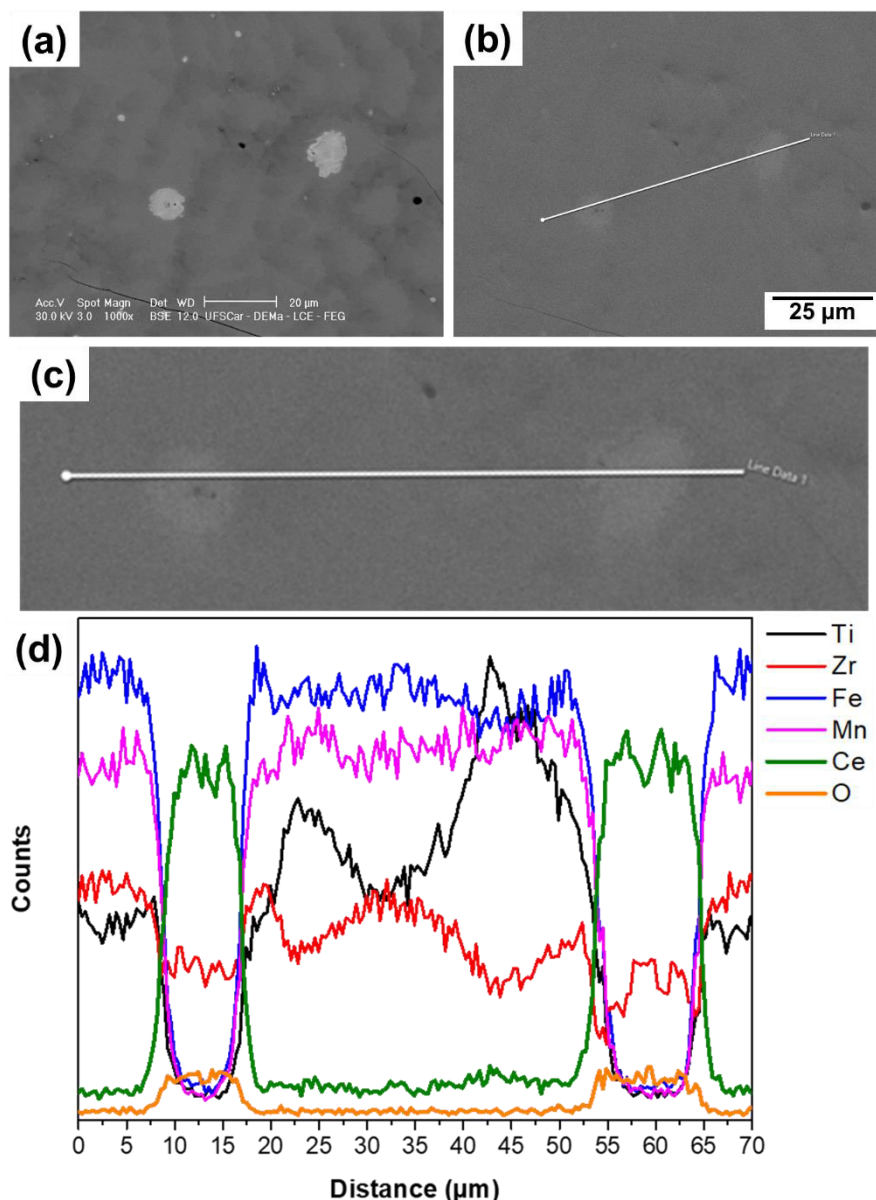 (a)
Acc.V Spot Magn Det WD 20 µm
30.0 kV 3.0 1000x BSE 12.0 UFSCar - DEMa - LCE - FEG
(b)
Line Data 1
25 µm
(c)
Line Data 1
(d)
Ti
Zr
Fe
Mn
Ce
O
Counts
0 5 10 15 20 25 30 35 40 45 50 55 60 65 70
Distance (µm)